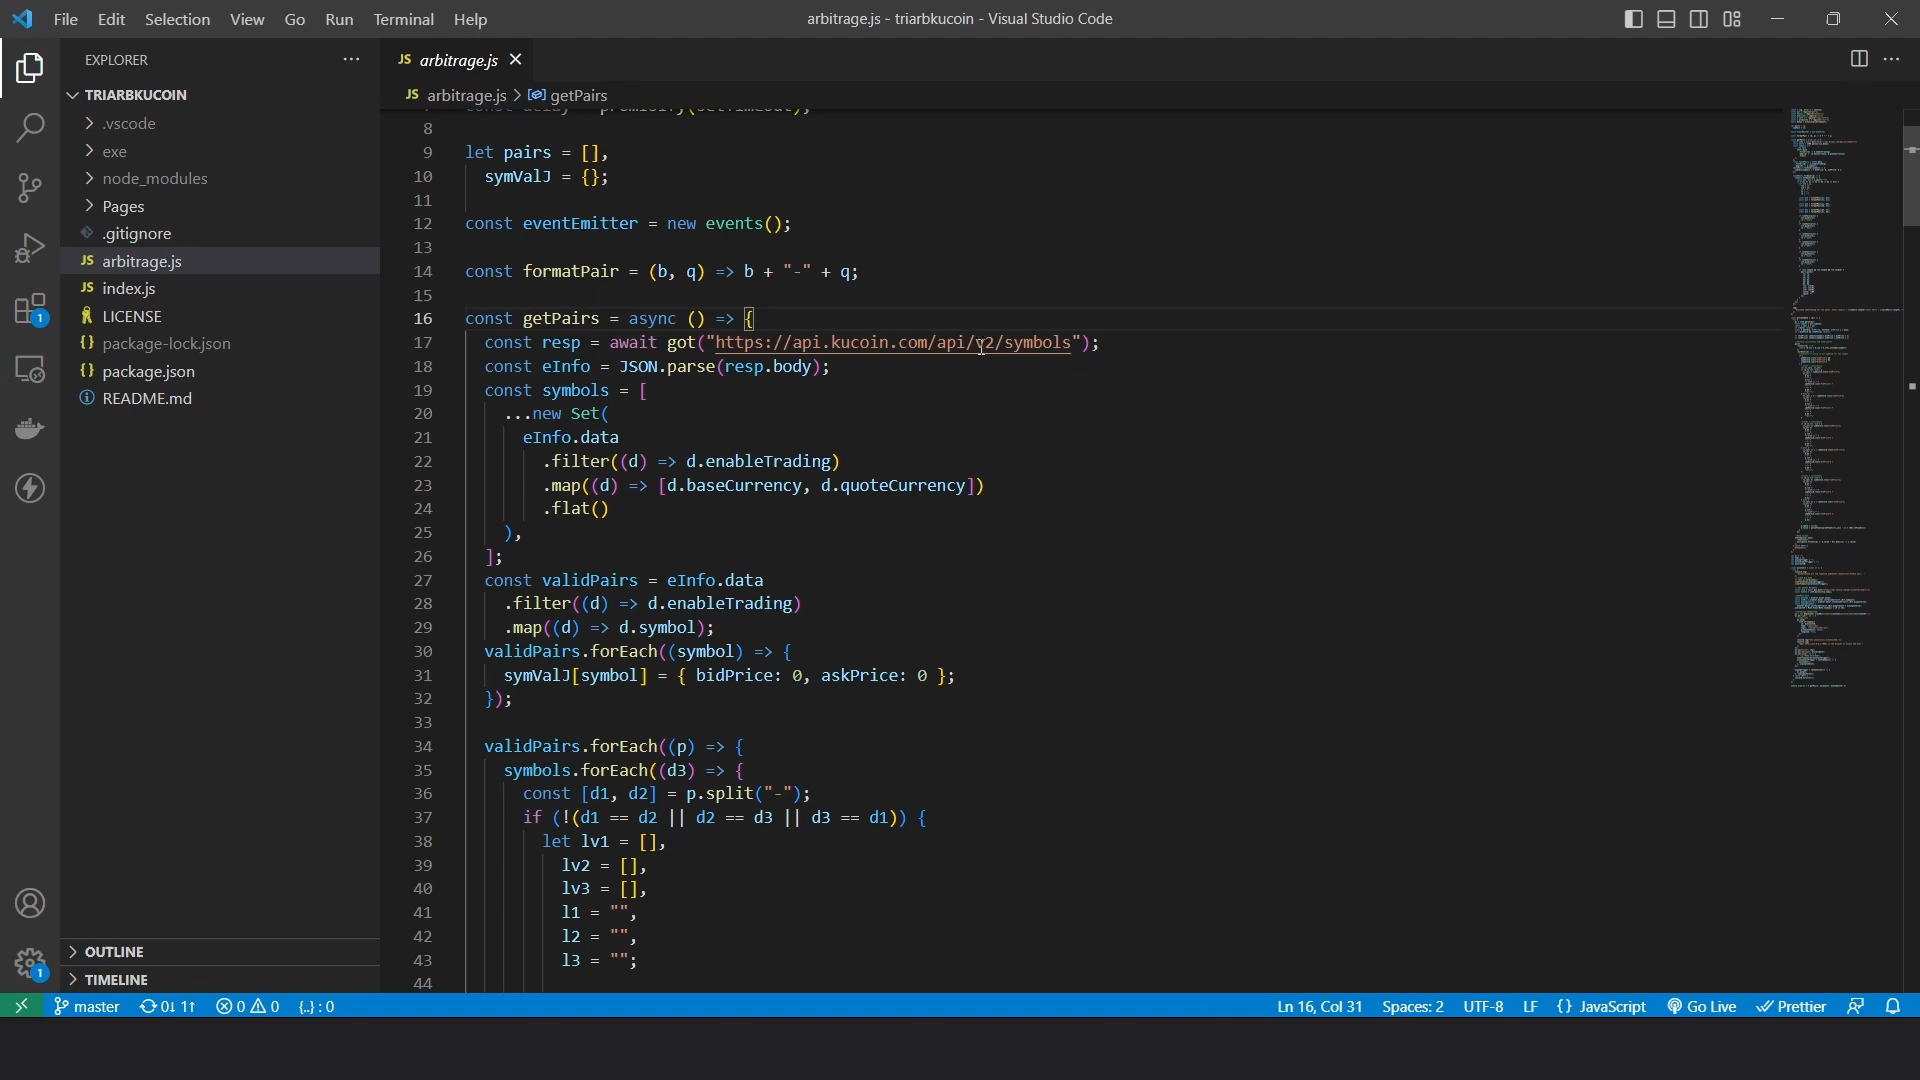 File Edit Selection View Go Run Terminal Help
arbitrage.js - triarbkucoin - Visual Studio Code
EXPLORER
JS arbitrage.js
JS arbitrage.js > getPairs
TRIARBKUCOIN
.vscode
exe
node_modules
Pages
.gitignore
JS arbitrage.js
JS index.js
LICENSE
{} package-lock.json
{} package.json
README.md
OUTLINE
TIMELINE
8
9 let pairs = [],
10 symValJ = {};
11
12 const eventEmitter = new events();
13
14 const formatPair = (b, q) => b + "-" + q;
15
16 const getPairs = async () => {
17 const resp = await got("https://api.kucoin.com/api/v2/symbols");
18 const eInfo = JSON.parse(resp.body);
19 const symbols = [
20 ...new Set(
21 eInfo.data
22 .filter((d) => d.enableTrading)
23 .map((d) => [d.baseCurrency, d.quoteCurrency])
24 .flat()
25 ),
26 ];
27 const validPairs = eInfo.data
28 .filter((d) => d.enableTrading)
29 .map((d) => d.symbol);
30 validPairs.forEach((symbol) => {
31 symValJ[symbol] = { bidPrice: 0, askPrice: 0 };
32 });
33
34 validPairs.forEach((p) => {
35 symbols.forEach((d3) => {
36 const [d1, d2] = p.split("-");
37 if (!(d1 == d2 || d2 == d3 || d3 == d1)) {
38 let lv1 = [],
39 lv2 = [],
40 lv3 = [],
41 l1 = "",
42 l2 = "",
43 l3 = "";
44
1
1
master 0↓ 1↑ 0 0 {..} : 0
Ln 16, Col 31 Spaces: 2 UTF-8 LF {} JavaScript Go Live Prettier